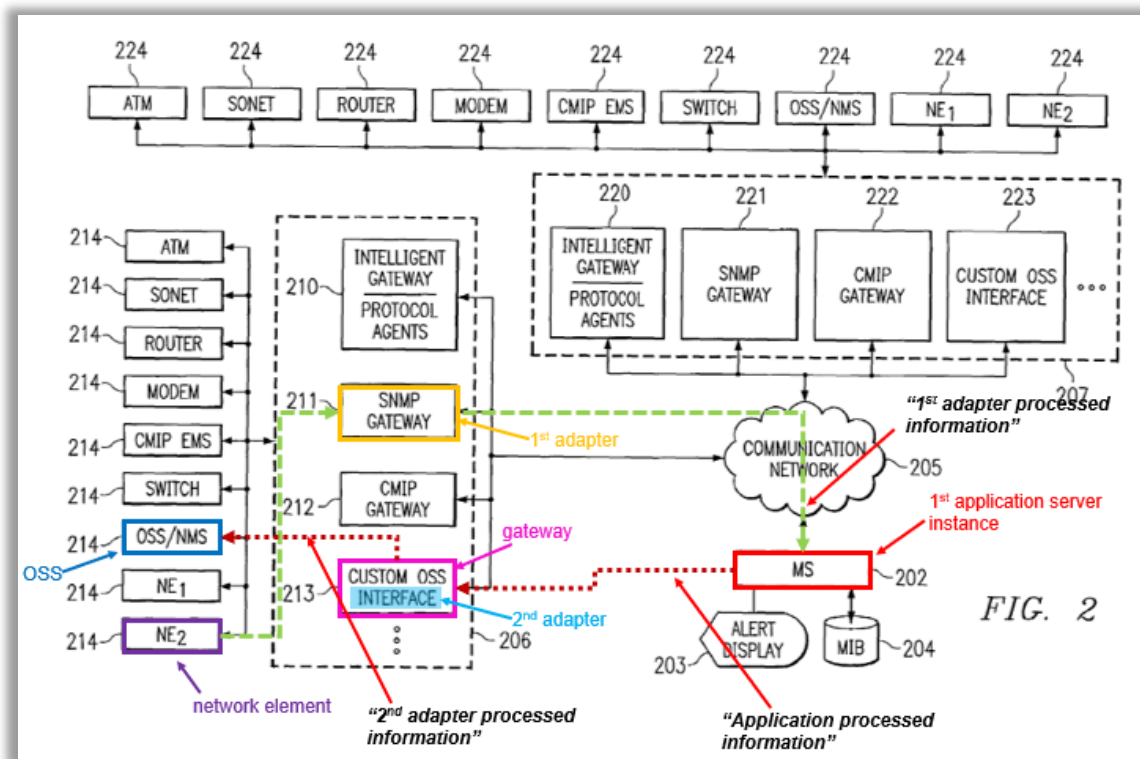 224 224 224 224 224 224 224 224 224
ATM SONET ROUTER MODEM CMIP EMS SWITCH OSS/NMS NE1 NE2
220 221 222 223
INTELLIGENT
GATEWAY
PROTOCOL
AGENTS
SNMP
GATEWAY
CMIP
GATEWAY
CUSTOM OSS
INTERFACE
207
214 ATM
214 SONET
214 ROUTER
214 MODEM
214 CMIP EMS
214 SWITCH
214 OSS/NMS
OSS
214 NE1
214 NE2
network element
210
INTELLIGENT
GATEWAY
PROTOCOL
AGENTS
211
SNMP
GATEWAY
1st adapter
212
CMIP
GATEWAY
gateway
213
CUSTOM OSS
INTERFACE
2nd adapter
206
"2nd adapter processed
information"
"1st adapter processed
information"
COMMUNICATION
NETWORK
205
1st application server
instance
MS
202
ALERT
DISPLAY
203
MIB
204
FIG. 2
"Application processed
information"